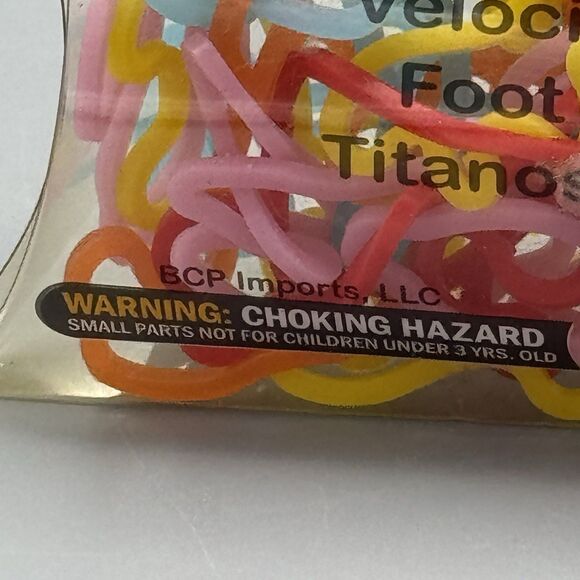 Veloci
Foot
Titanos
BCP Imports, LLC
WARNING: CHOKING HAZARD
SMALL PARTS NOT FOR CHILDREN UNDER 3 YRS. OLD